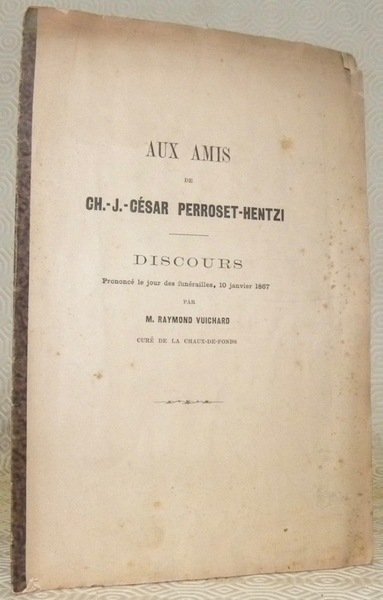 AUX AMIS
DE
CH.-J.-CÉSAR PERROSET-HENTZI
DISCOURS
Prononcé le jour des funérailles, 10 janvier 1867
PAR
M. RAYMOND VUICHARD
CURÉ DE LA CHAUX-DE-FONDS